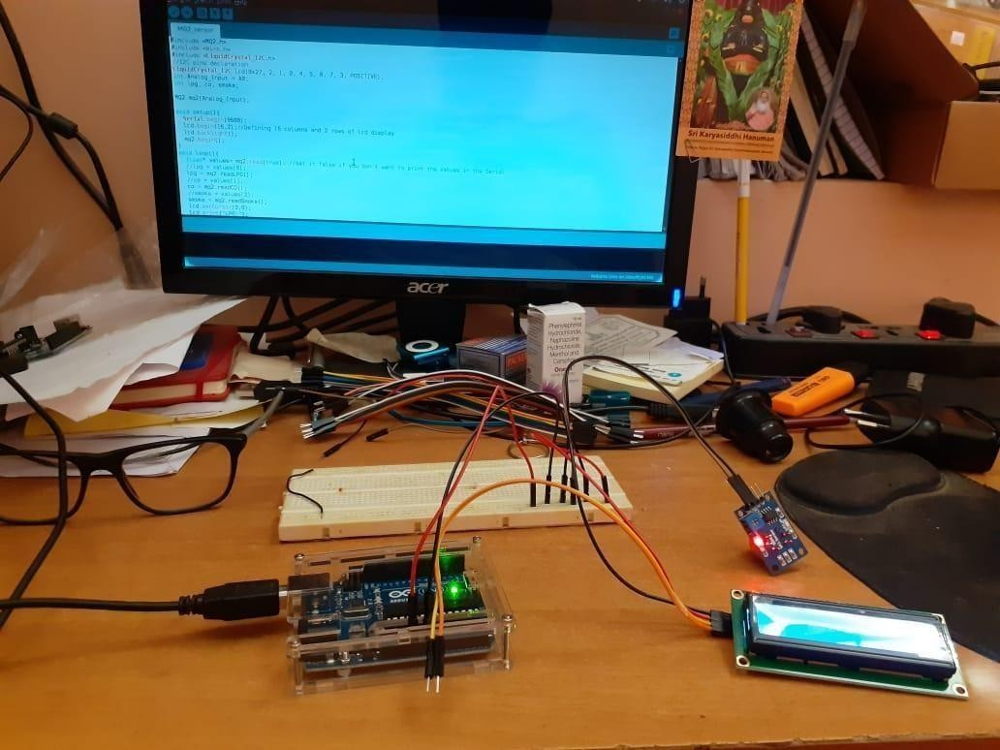 MQ2_sensor
#include <MQ2.h>
#include <Wire.h>
#include <LiquidCrystal_I2C.h>
//I2C pins declaration
LiquidCrystal_I2C lcd(0x27, 2, 1, 0, 4, 5, 6, 7, 3, POSITIVE);
int Analog_Input = A0;
int lpg, co, smoke;
MQ2 mq2(Analog_Input);
void setup(){
Serial.begin(9600);
lcd.begin(16,2);//Defining 16 columns and 2 rows of lcd display
lcd.backlight();
mq2.begin();
}
void loop(){
float* values= mq2.read(true); //set it false if you don't want to print the values in the Serial
//lpg = values[0];
lpg = mq2.readLPG();
//co = values[1];
co = mq2.readCO();
//smoke = values[2];
smoke = mq2.readSmoke();
lcd.setCursor(0,0);
lcd.print("LPG:");
acer
Sri Karyasiddhi Hanuman
Phenylephrine
Hydrochloride,
Naphazoline
Hydrochloride,
Menthol and